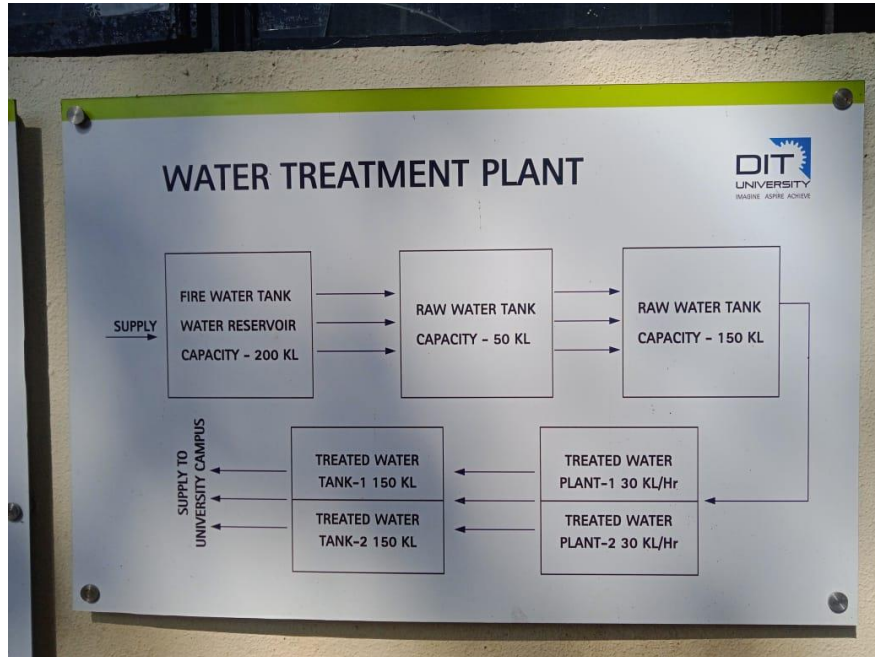 WATER TREATMENT PLANT
DIT
UNIVERSITY
IMAGINE ASPIRE ACHIEVE
SUPPLY
FIRE WATER TANK
WATER RESERVOIR
CAPACITY - 200 KL
RAW WATER TANK
CAPACITY - 50 KL
RAW WATER TANK
CAPACITY - 150 KL
TREATED WATER
PLANT-1 30 KL/Hr
TREATED WATER
PLANT-2 30 KL/Hr
TREATED WATER
TANK-1 150 KL
TREATED WATER
TANK-2 150 KL
SUPPLY TO
UNIVERSITY CAMPUS